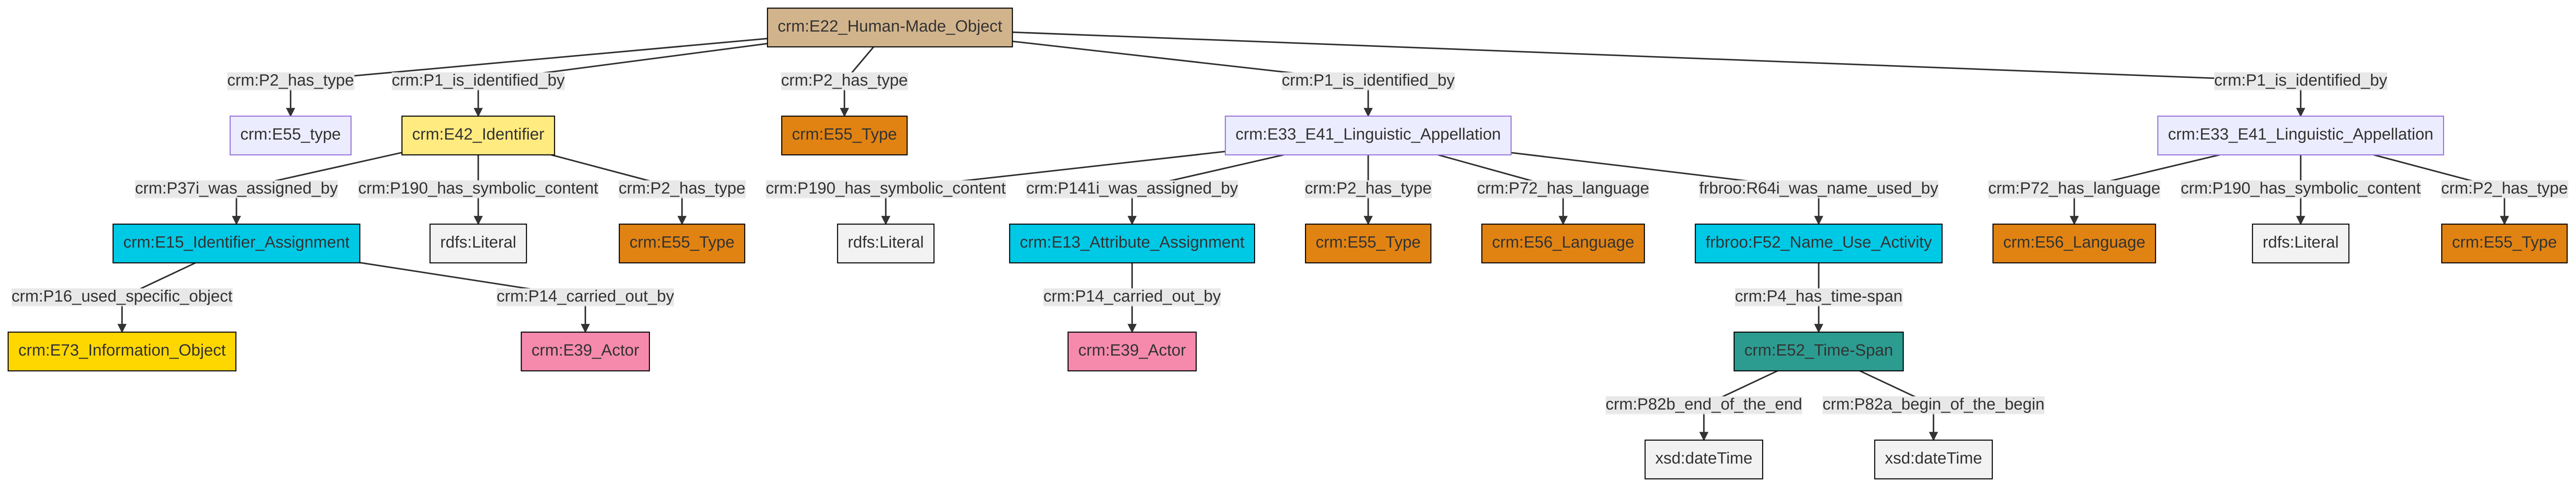 crm:E22_Human-Made_Object
crm:P2_has_type
crm:P1_is_identified_by
crm:P2_has_type
crm:P1_is_identified_by
crm:P1_is_identified_by
crm:E55_type
crm:E42_Identifier
crm:E55_Type
crm:E33_E41_Linguistic_Appellation
crm:E33_E41_Linguistic_Appellation
crm:P37i_was_assigned_by
crm:P190_has_symbolic_content
crm:P2_has_type
crm:P190_has_symbolic_content
crm:P141i_was_assigned_by
crm:P2_has_type
crm:P72_has_language
frbroo:R64i_was_name_used_by
crm:P72_has_language
crm:P190_has_symbolic_content
crm:P2_has_type
crm:E15_Identifier_Assignment
rdfs:Literal
crm:E55_Type
rdfs:Literal
crm:E13_Attribute_Assignment
crm:E55_Type
crm:E56_Language
frbroo:F52_Name_Use_Activity
crm:E56_Language
rdfs:Literal
crm:E55_Type
crm:P16_used_specific_object
crm:P14_carried_out_by
crm:P14_carried_out_by
crm:P4_has_time-span
crm:E73_Information_Object
crm:E39_Actor
crm:E39_Actor
crm:E52_Time-Span
crm:P82b_end_of_the_end
crm:P82a_begin_of_the_begin
xsd:dateTime
xsd:dateTime